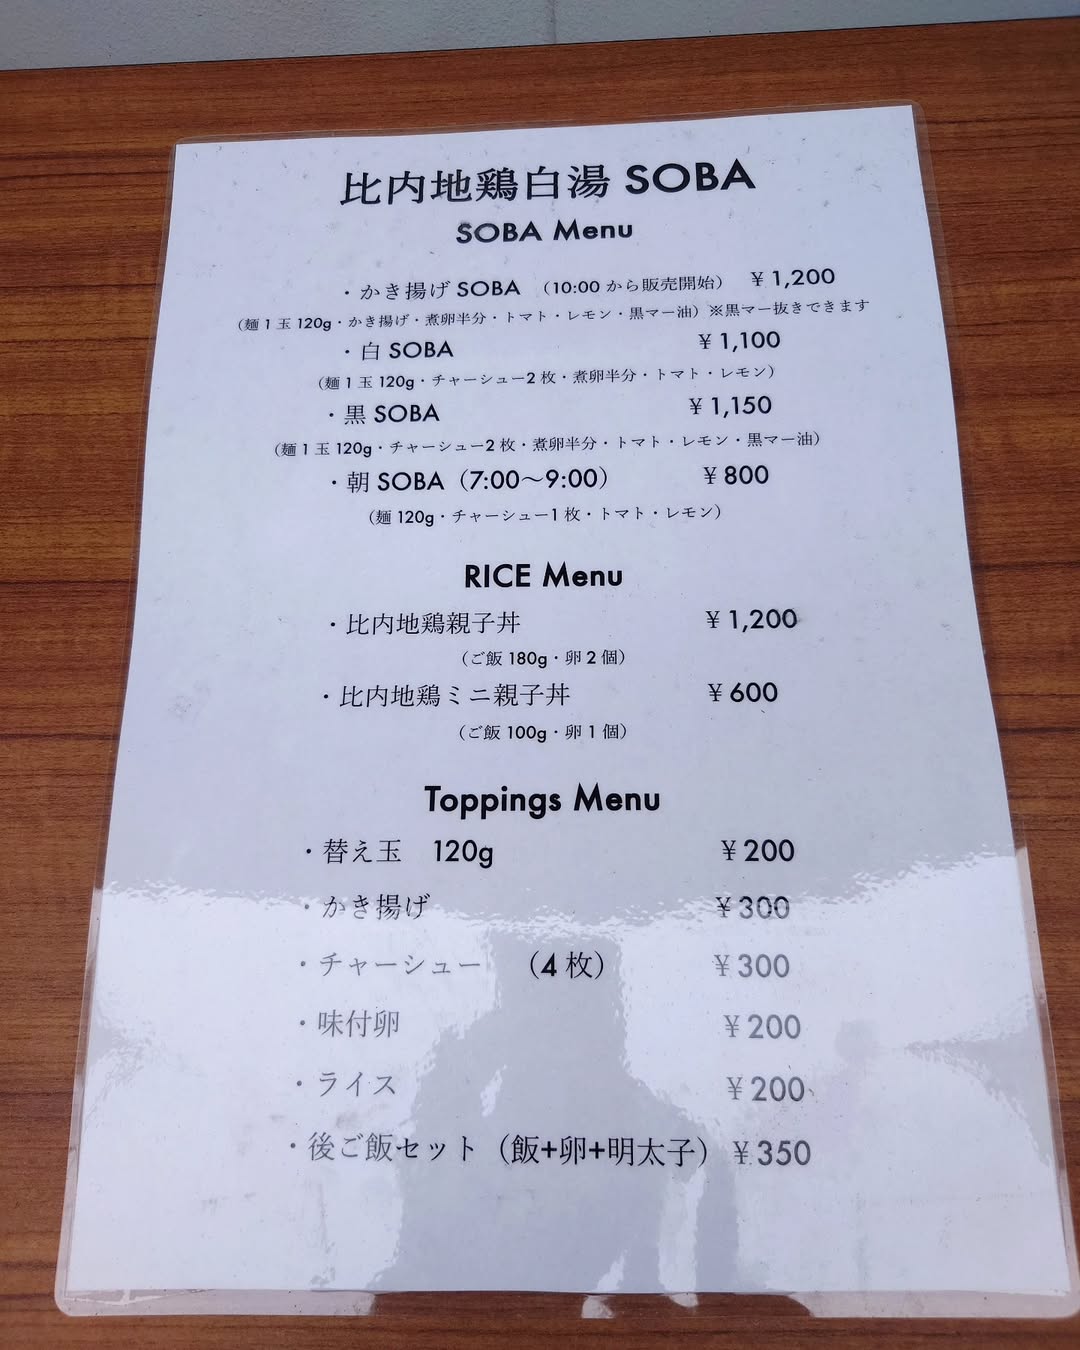 比内地鶏白湯 SOBA
SOBA Menu
・かき揚げ SOBA （10:00 から販売開始） ￥1,200
（麺 1 玉 120g・かき揚げ・煮卵半分・トマト・レモン・黒マー油）※黒マー抜きできます
・白 SOBA ￥1,100
（麺 1 玉 120g・チャーシュー2 枚・煮卵半分・トマト・レモン）
・黒 SOBA ￥1,150
（麺 1 玉 120g・チャーシュー2 枚・煮卵半分・トマト・レモン・黒マー油）
・朝 SOBA（7:00～9:00） ￥800
（麺 120g・チャーシュー1 枚・トマト・レモン）
RICE Menu
・比内地鶏親子丼 ￥1,200
（ご飯 180g・卵 2 個）
・比内地鶏ミニ親子丼 ￥600
（ご飯 100g・卵 1 個）
Toppings Menu
・替え玉　120g ￥200
・かき揚げ ￥300
・チャーシュー　（4 枚） ￥300
・味付卵 ￥200
・ライス ￥200
・後ご飯セット（飯+卵+明太子）￥350